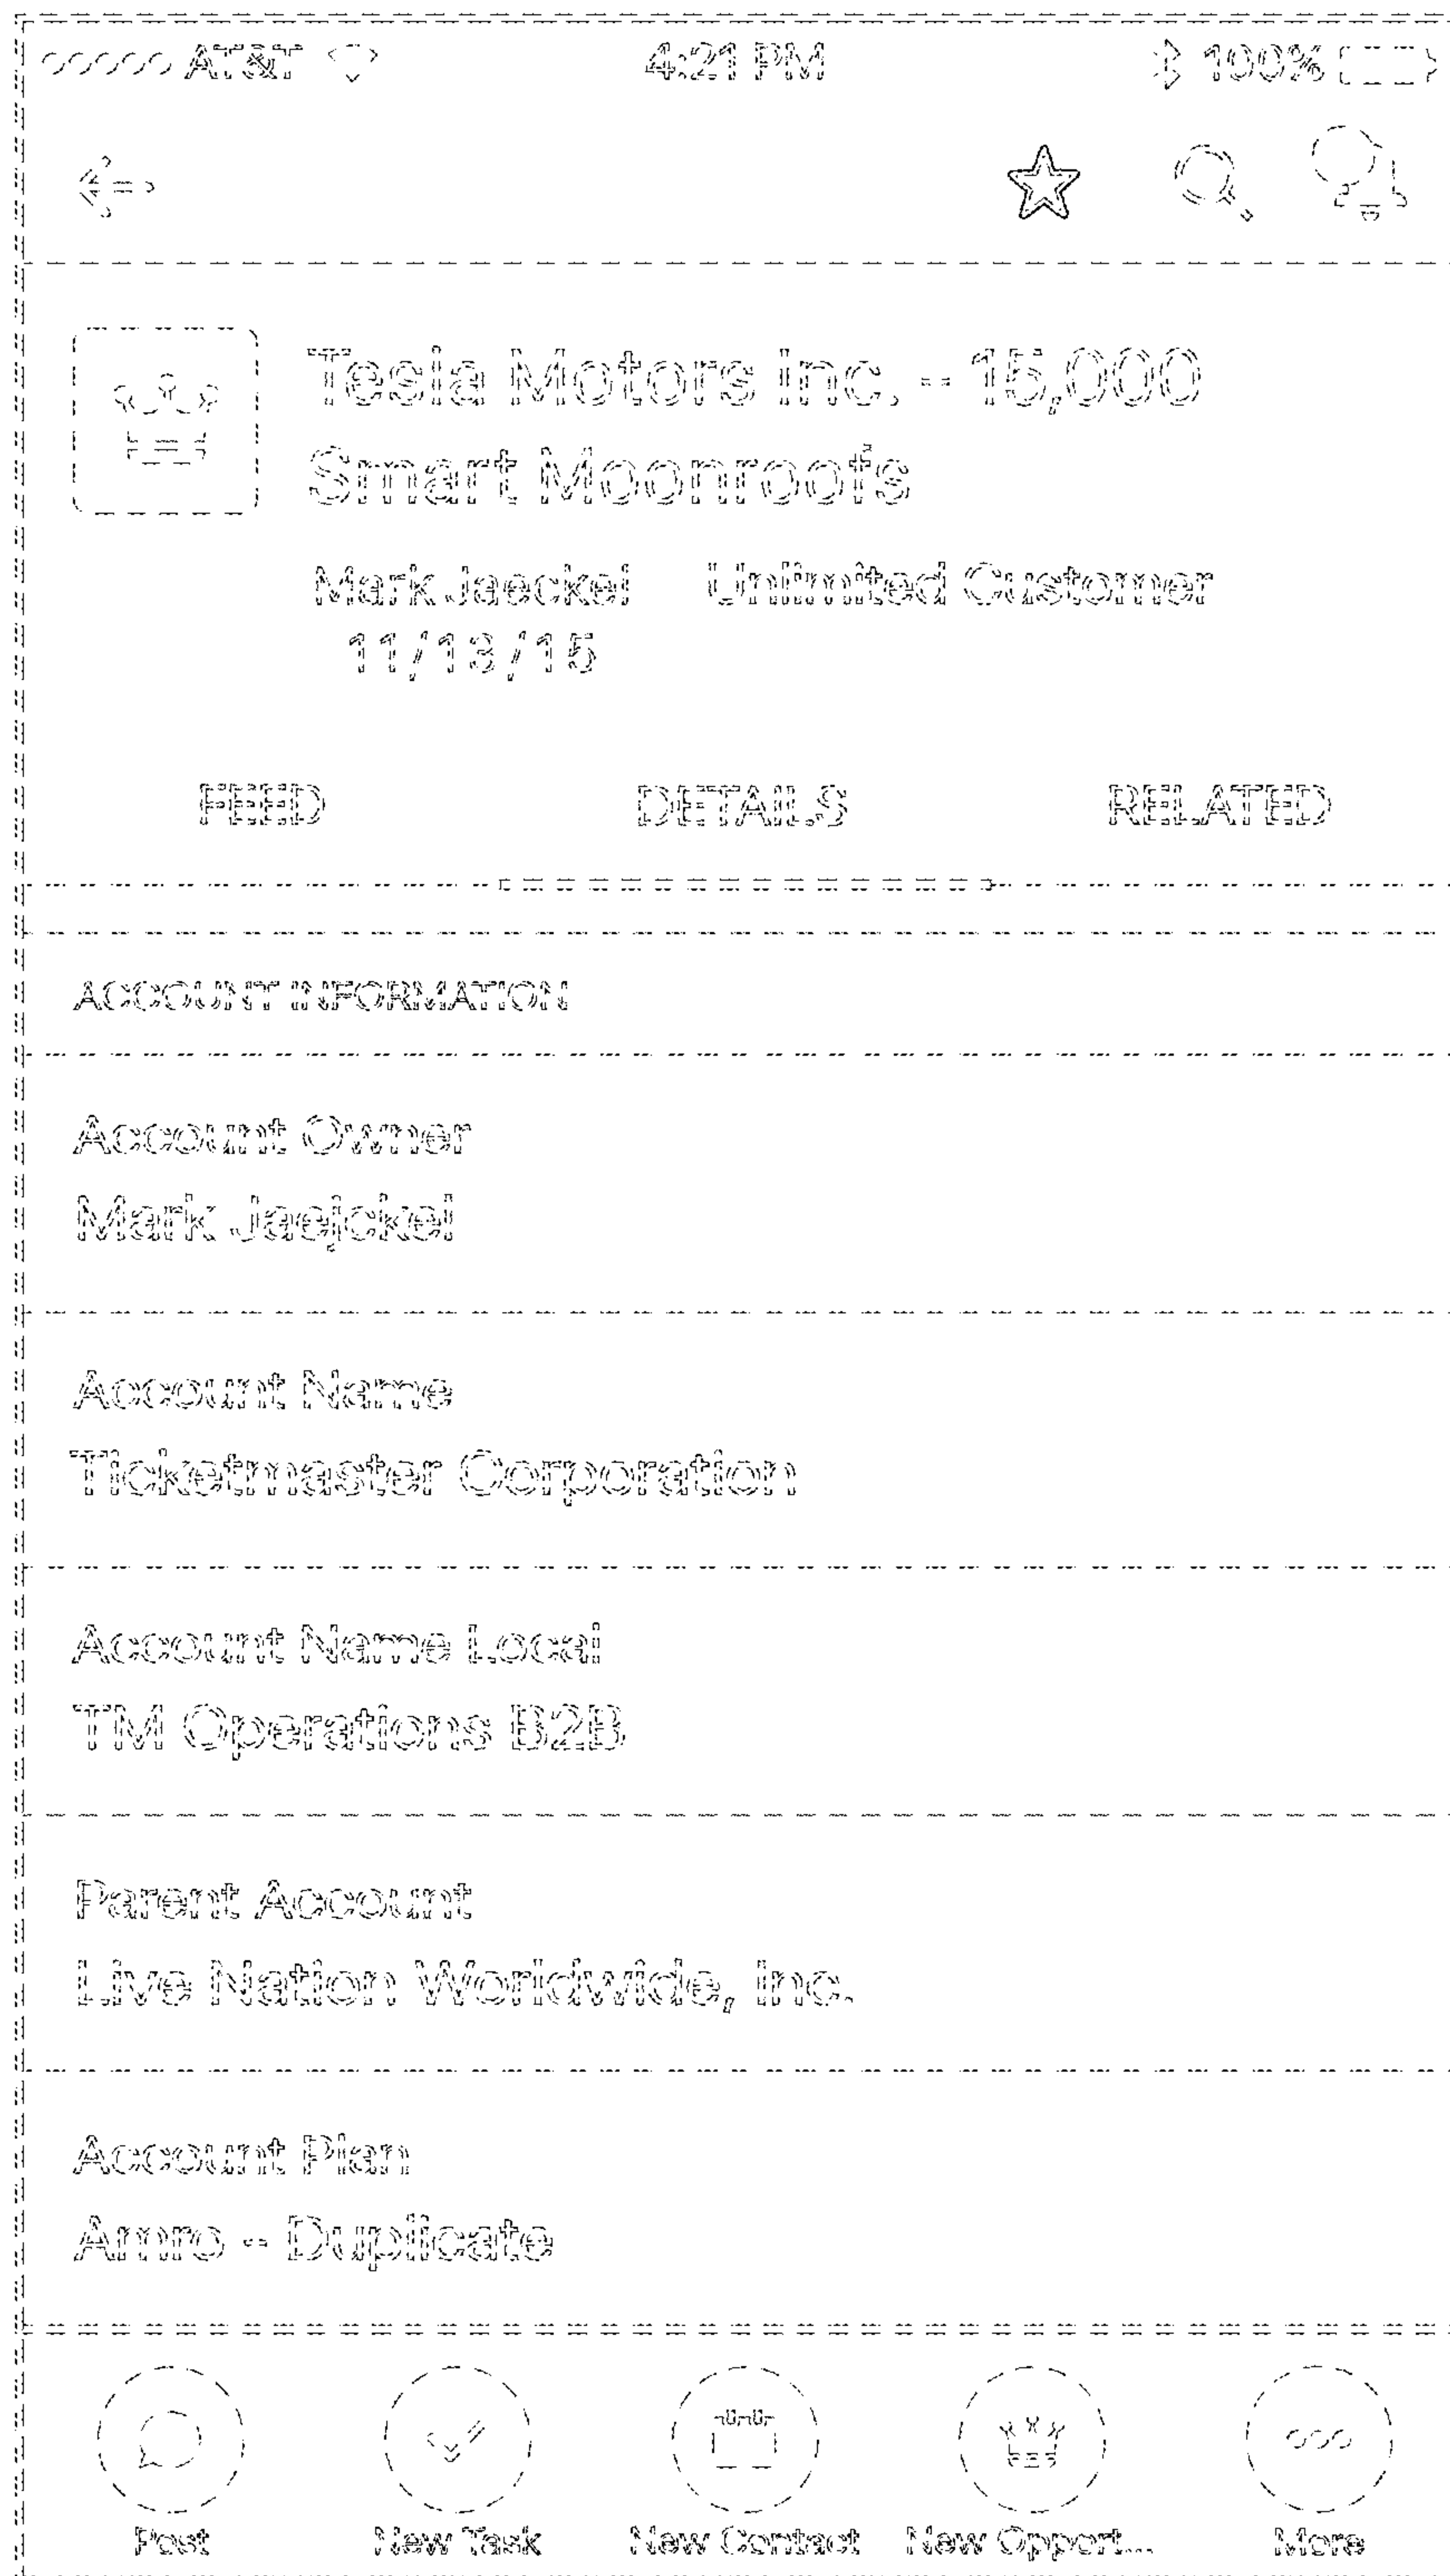 AT&T 4:21 PM 100%
Tesla Motors Inc. - 15,000
Smart Moonroofs
Mark Jaeckel Unlimited Customer
11/13/15
FEED DETAILS RELATED
ACCOUNT INFORMATION
Account Owner
Mark Jaejckel
Account Name
Ticketmaster Corporation
Account Name Local
TM Operations B2B
Parent Account
Live Nation Worldwide, Inc.
Account Plan
Amro - Duplicate
Post New Task New Contact New Opport... More